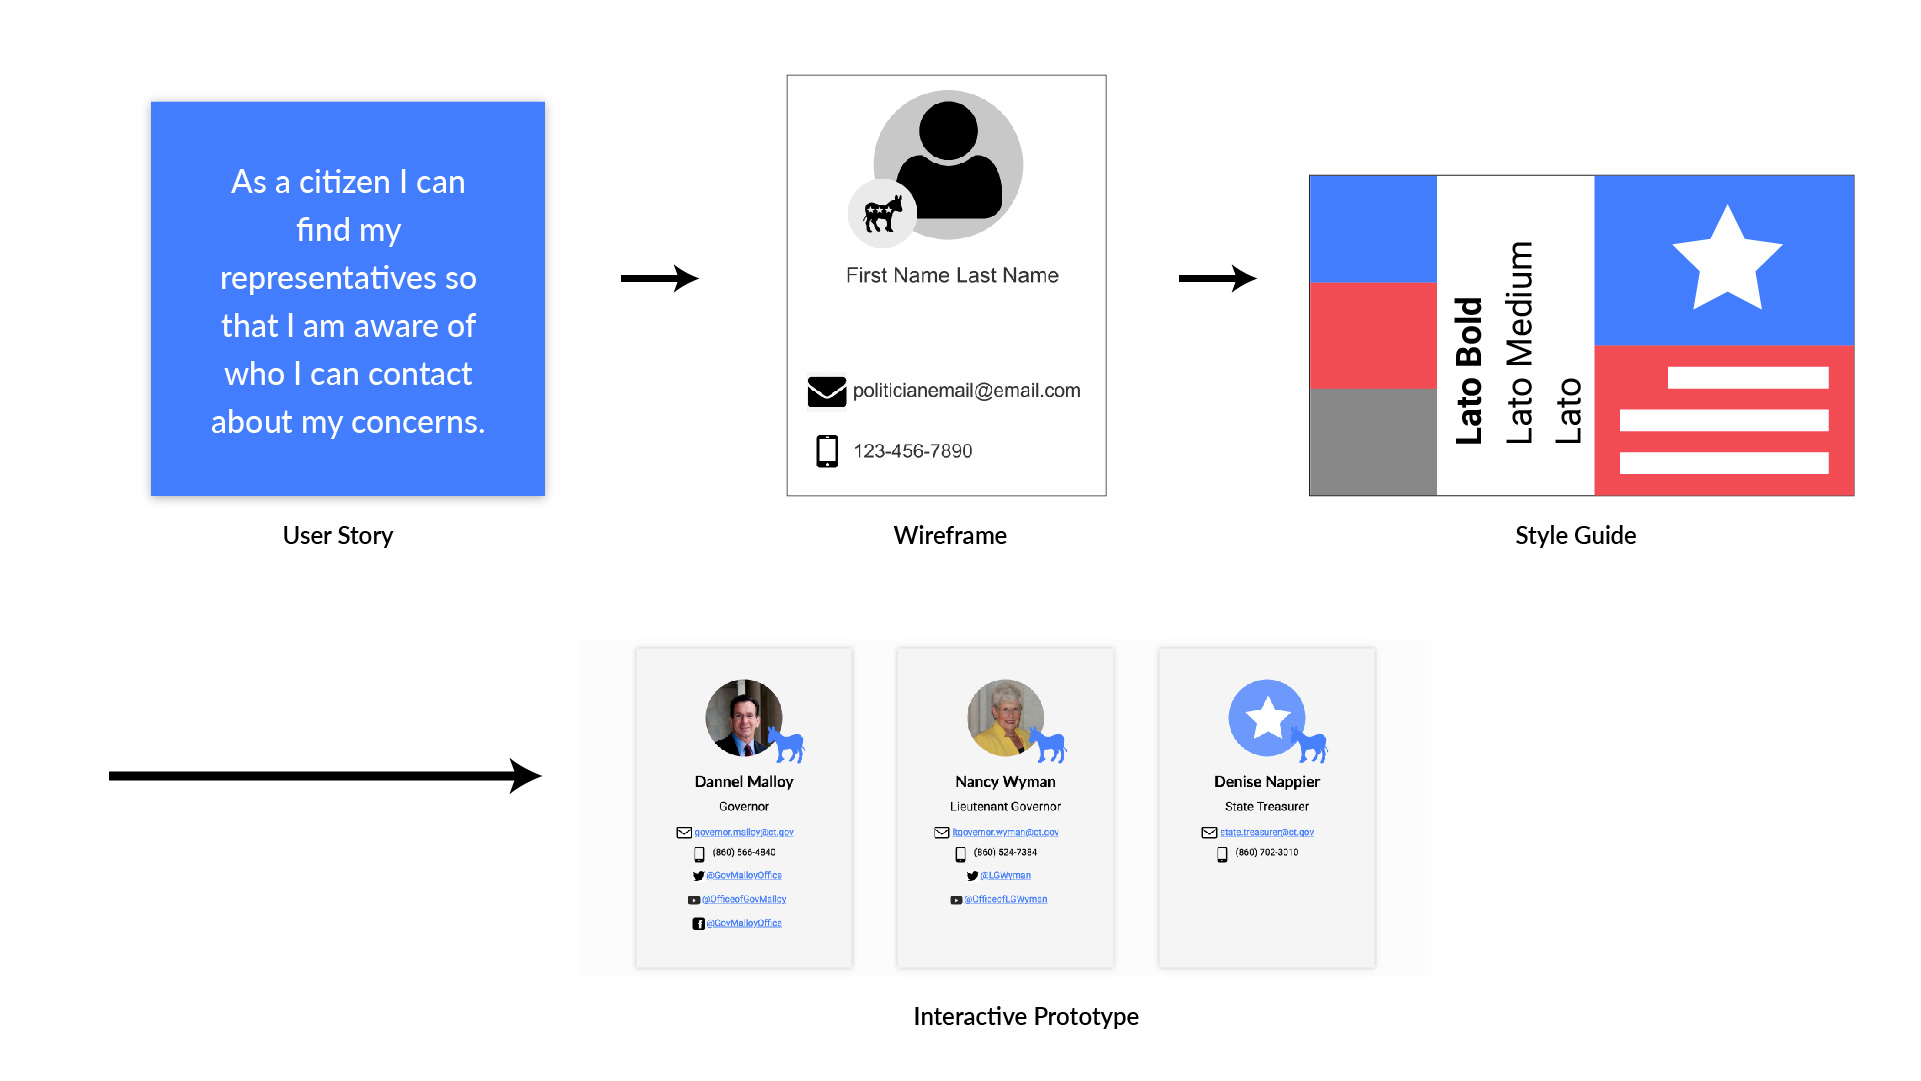 As a citizen I can
find my
representatives so
that I am aware of
who I can contact
about my concerns.
User Story
First Name Last Name
politicianemail@email.com
123-456-7890
Wireframe
Lato Bold
Lato Medium
Lato
Style Guide
Dannel Malloy
Governor
governor.malloy@ct.gov
(860) 566-4840
@GovMalloyOffice
@OfficeofGovMalloy
@GovMalloyOffice
Nancy Wyman
Lieutenant Governor
ltgovernor.wyman@ct.gov
(860) 524-7384
@LGWyman
@OfficeofLGWyman
Denise Nappier
State Treasurer
state.treasurer@ct.gov
(860) 702-3010
Interactive Prototype